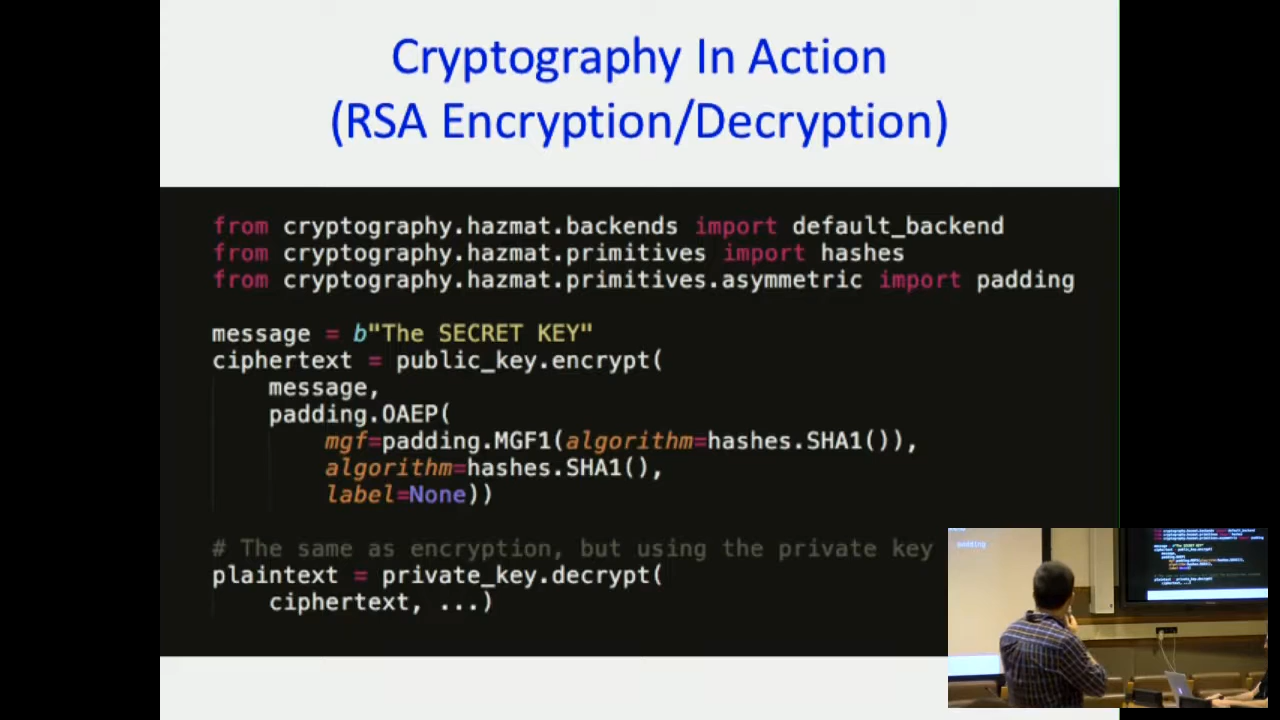 Cryptography In Action
(RSA Encryption/Decryption)
from cryptography.hazmat.backends import default_backend
from cryptography.hazmat.primitives import hashes
from cryptography.hazmat.primitives.asymmetric import padding
message = b"The SECRET KEY"
ciphertext = public_key.encrypt(
message,
padding.OAEP(
mgf=padding.MGF1(algorithm=hashes.SHA1()),
algorithm=hashes.SHA1(),
label=None))
# The same as encryption, but using the private key
plaintext = private_key.decrypt(
ciphertext, ...)
padding